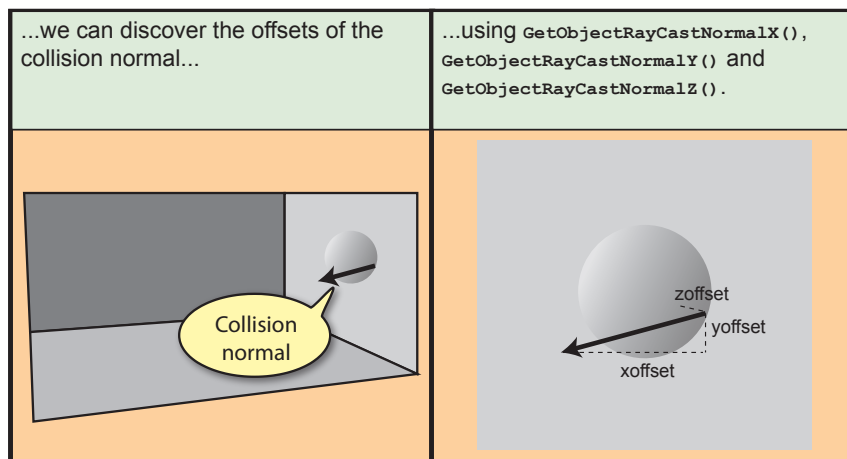 ...we can discover the offsets of the
collision normal...
...using GetObjectRayCastNormalX(),
GetObjectRayCastNormalY() and
GetObjectRayCastNormalZ().
Collision
normal
zoffset
yoffset
xoffset